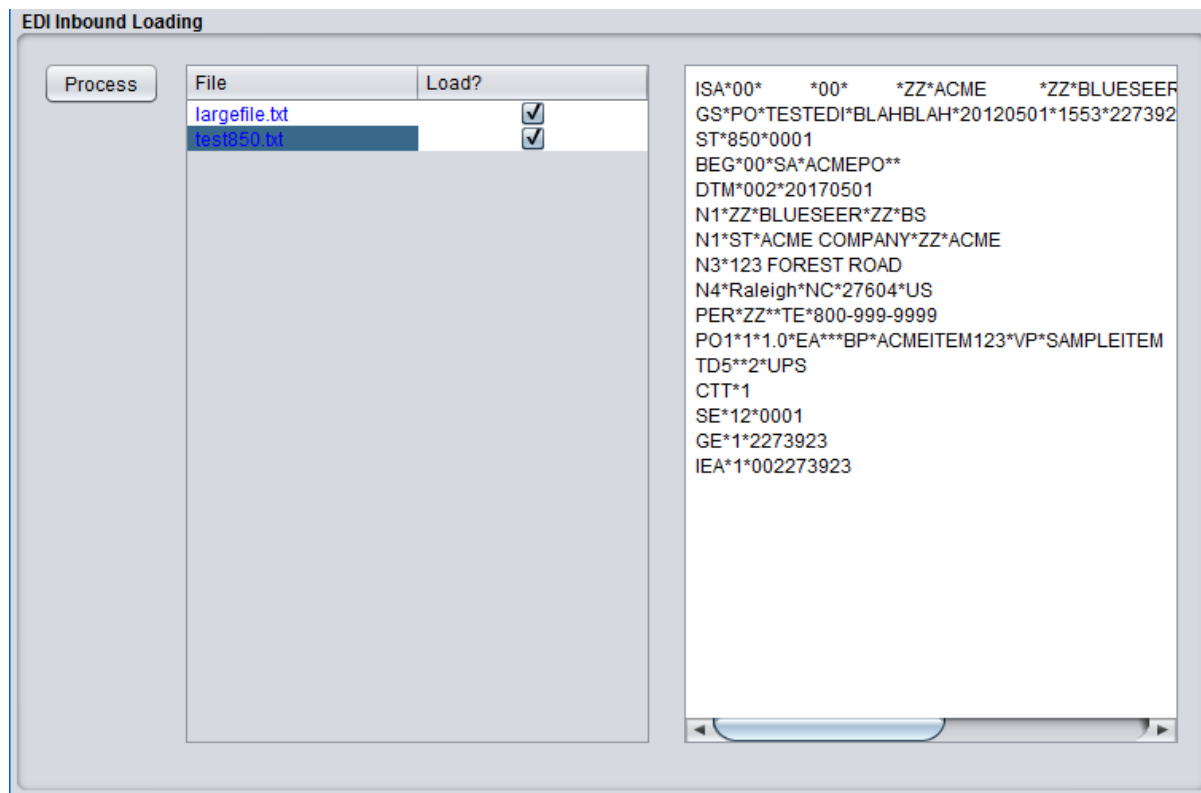 EDI Inbound Loading
Process
File Load?
largefile.txt
test850.txt
ISA*00* *00* *ZZ*ACME *ZZ*BLUESEER
GS*PO*TESTEDI*BLAHBLAH*20120501*1553*227392
ST*850*0001
BEG*00*SA*ACMEPO**
DTM*002*20170501
N1*ZZ*BLUESEER*ZZ*BS
N1*ST*ACME COMPANY*ZZ*ACME
N3*123 FOREST ROAD
N4*Raleigh*NC*27604*US
PER*ZZ**TE*800-999-9999
PO1*1*1.0*EA***BP*ACMEITEM123*VP*SAMPLEITEM
TD5**2*UPS
CTT*1
SE*12*0001
GE*1*2273923
IEA*1*002273923